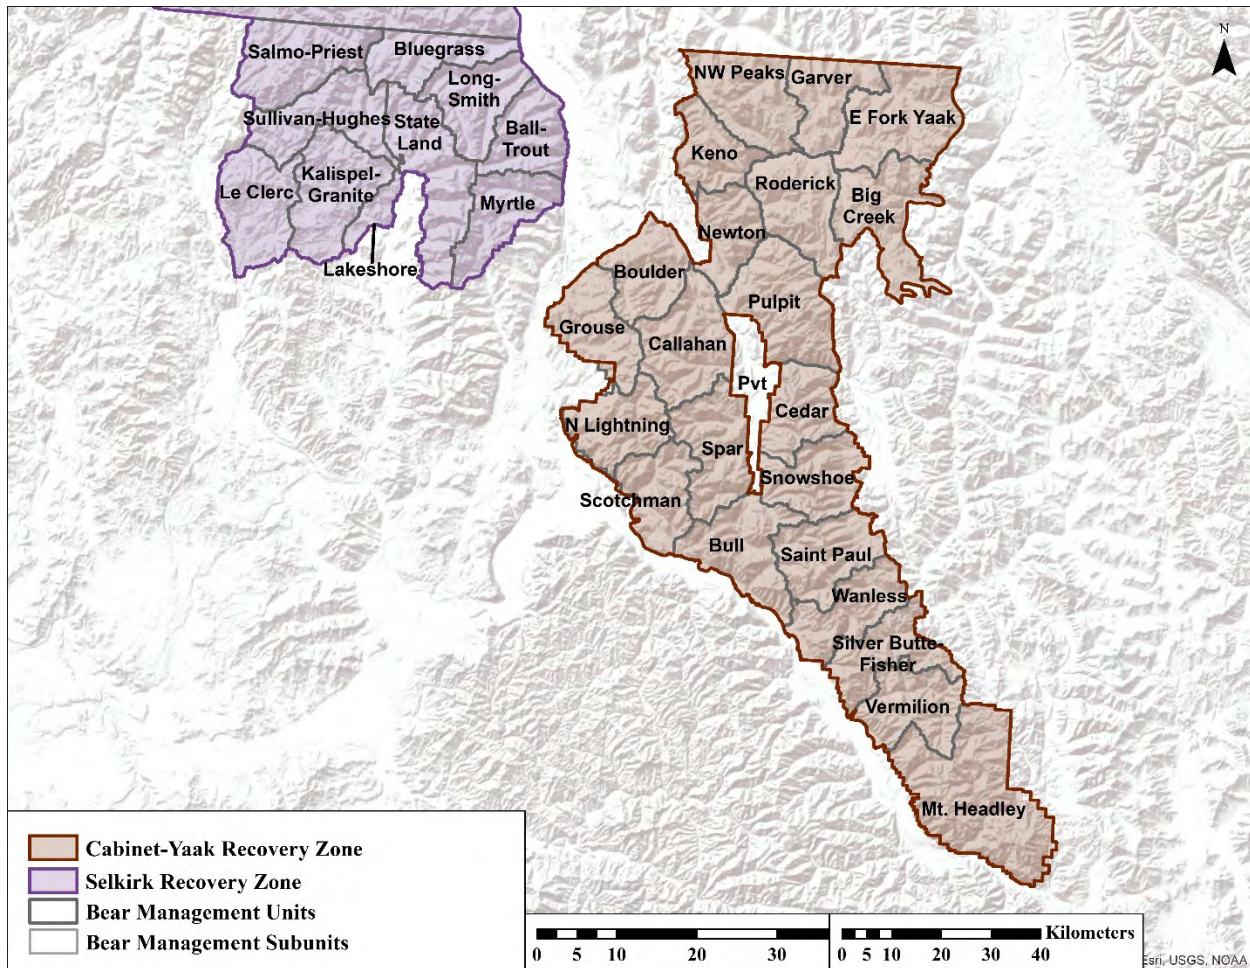 N
Salmo-Priest
Bluegrass
Long-
Smith
Sullivan-Hughes
State
Land
Ball-
Trout
Le Clerc
Kalispel-
Granite
Myrtle
Lakeshore
NW Peaks
Garver
E Fork Yaak
Keno
Roderick
Big
Creek
Newton
Boulder
Pulpit
Grouse
Callahan
Pvt
Cedar
N Lightning
Spar
Snowshoe
Scotchman
Bull
Saint Paul
Wanless
Silver Butte-
Fisher
Vermilion
Mt. Headley
Cabinet-Yaak Recovery Zone
Selkirk Recovery Zone
Bear Management Units
Bear Management Subunits
0 5 10 20 30
0 5 10 20 30 40 Kilometers
Esri, USGS, NOAA